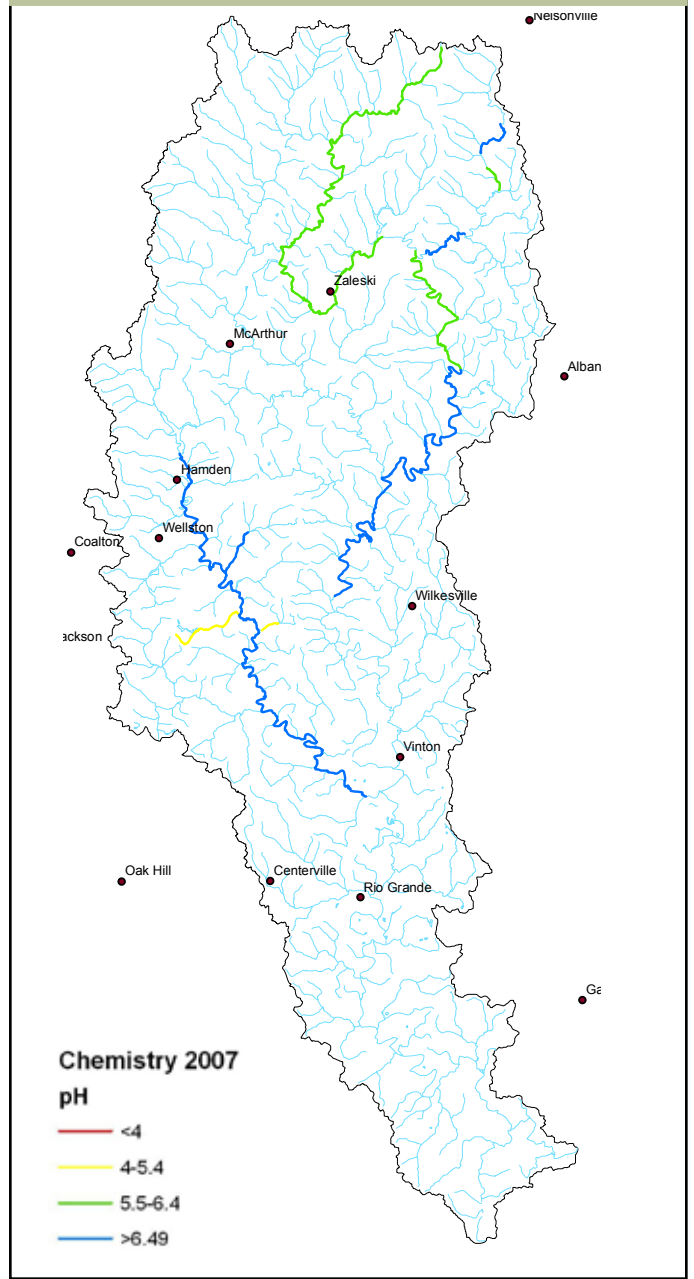 Nelsonville
Zaleski
McArthur
Alban
Hamden
Wellston
Coalton
Wilkesville
ackson
Vinton
Oak Hill
Centerville
Rio Grande
Ga
Chemistry 2007
pH
<4
4-5.4
5.5-6.4
>6.49